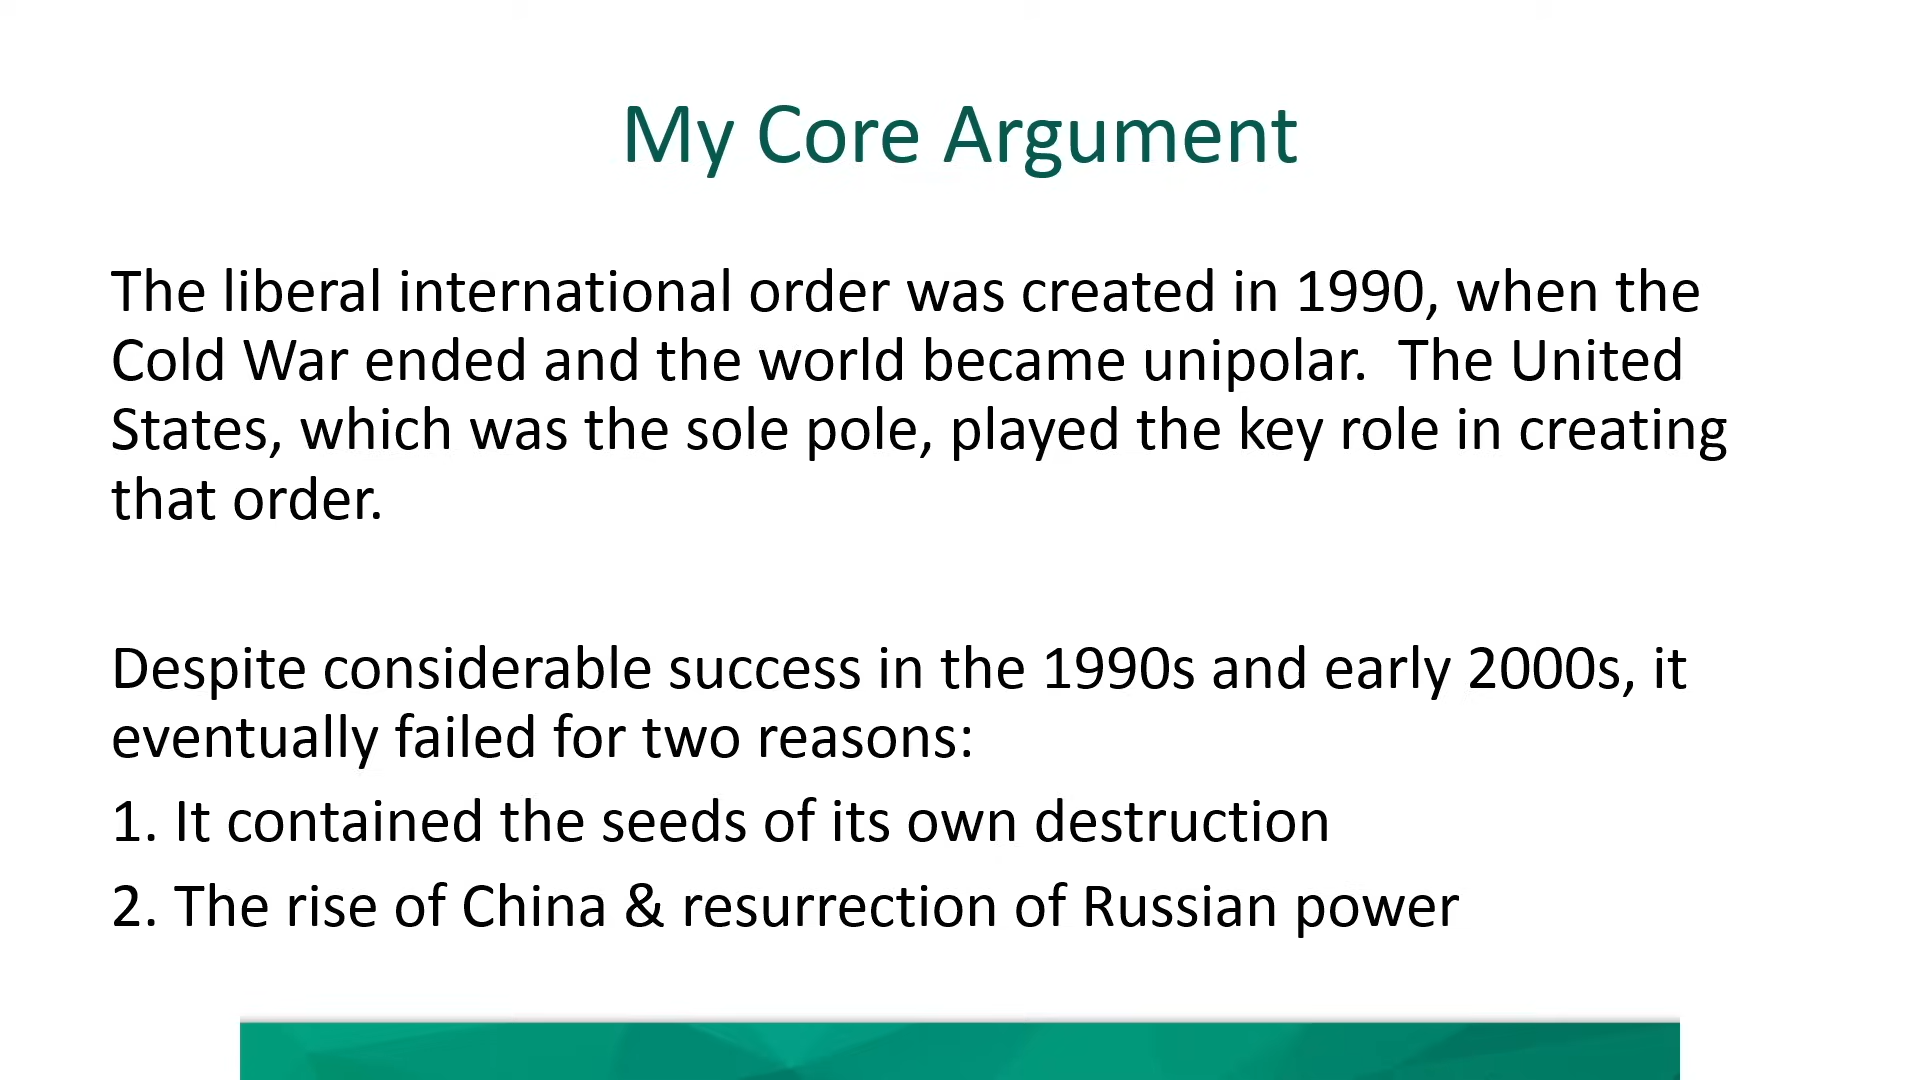 My Core Argument
The liberal international order was created in 1990, when the
Cold War ended and the world became unipolar.  The United
States, which was the sole pole, played the key role in creating
that order.
Despite considerable success in the 1990s and early 2000s, it
eventually failed for two reasons:
1. It contained the seeds of its own destruction
2. The rise of China & resurrection of Russian power